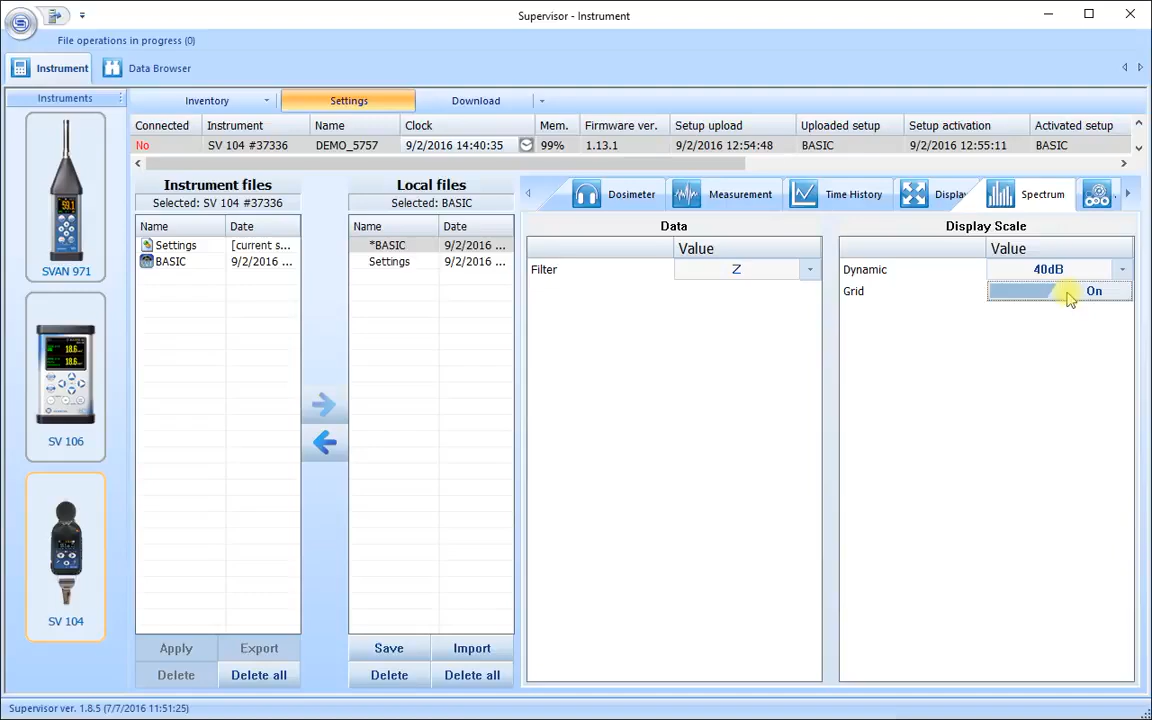 Supervisor - Instrument
File operations in progress (0)
Instrument
Data Browser
Instruments
Inventory
Settings
Download
Connected Instrument Name Clock Mem. Firmware ver. Setup upload Uploaded setup Setup activation Activated setup
No SV 104 #37336 DEMO_5757 9/2/2016 14:40:35 99% 1.13.1 9/2/2016 12:54:48 BASIC 9/2/2016 12:55:11 BASIC
SVAN 971
SV 106
SV 104
Instrument files
Selected: SV 104 #37336
Name Date
Settings [current s...
BASIC 9/2/2016 ...
Apply Export
Delete Delete all
Local files
Selected: BASIC
Name Date
*BASIC 9/2/2016 ...
Settings 9/2/2016 ...
Save Import
Delete Delete all
Dosimeter
Measurement
Time History
Display
Spectrum
Data
Value
Filter Z
Display Scale
Value
Dynamic 40dB
Grid On
Supervisor ver. 1.8.5 (7/7/2016 11:51:25)